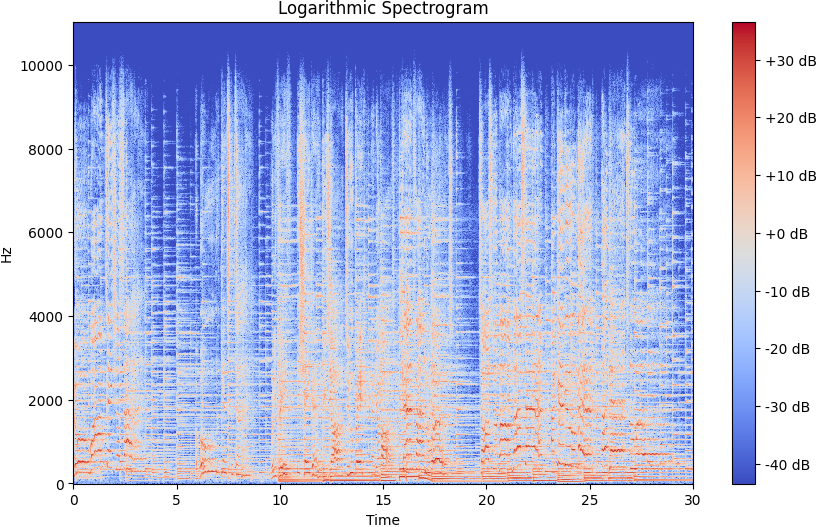 Logarithmic Spectrogram
Hz
10000
8000
6000
4000
2000
0
0 5 10 15 20 25 30
Time
+30 dB
+20 dB
+10 dB
+0 dB
-10 dB
-20 dB
-30 dB
-40 dB